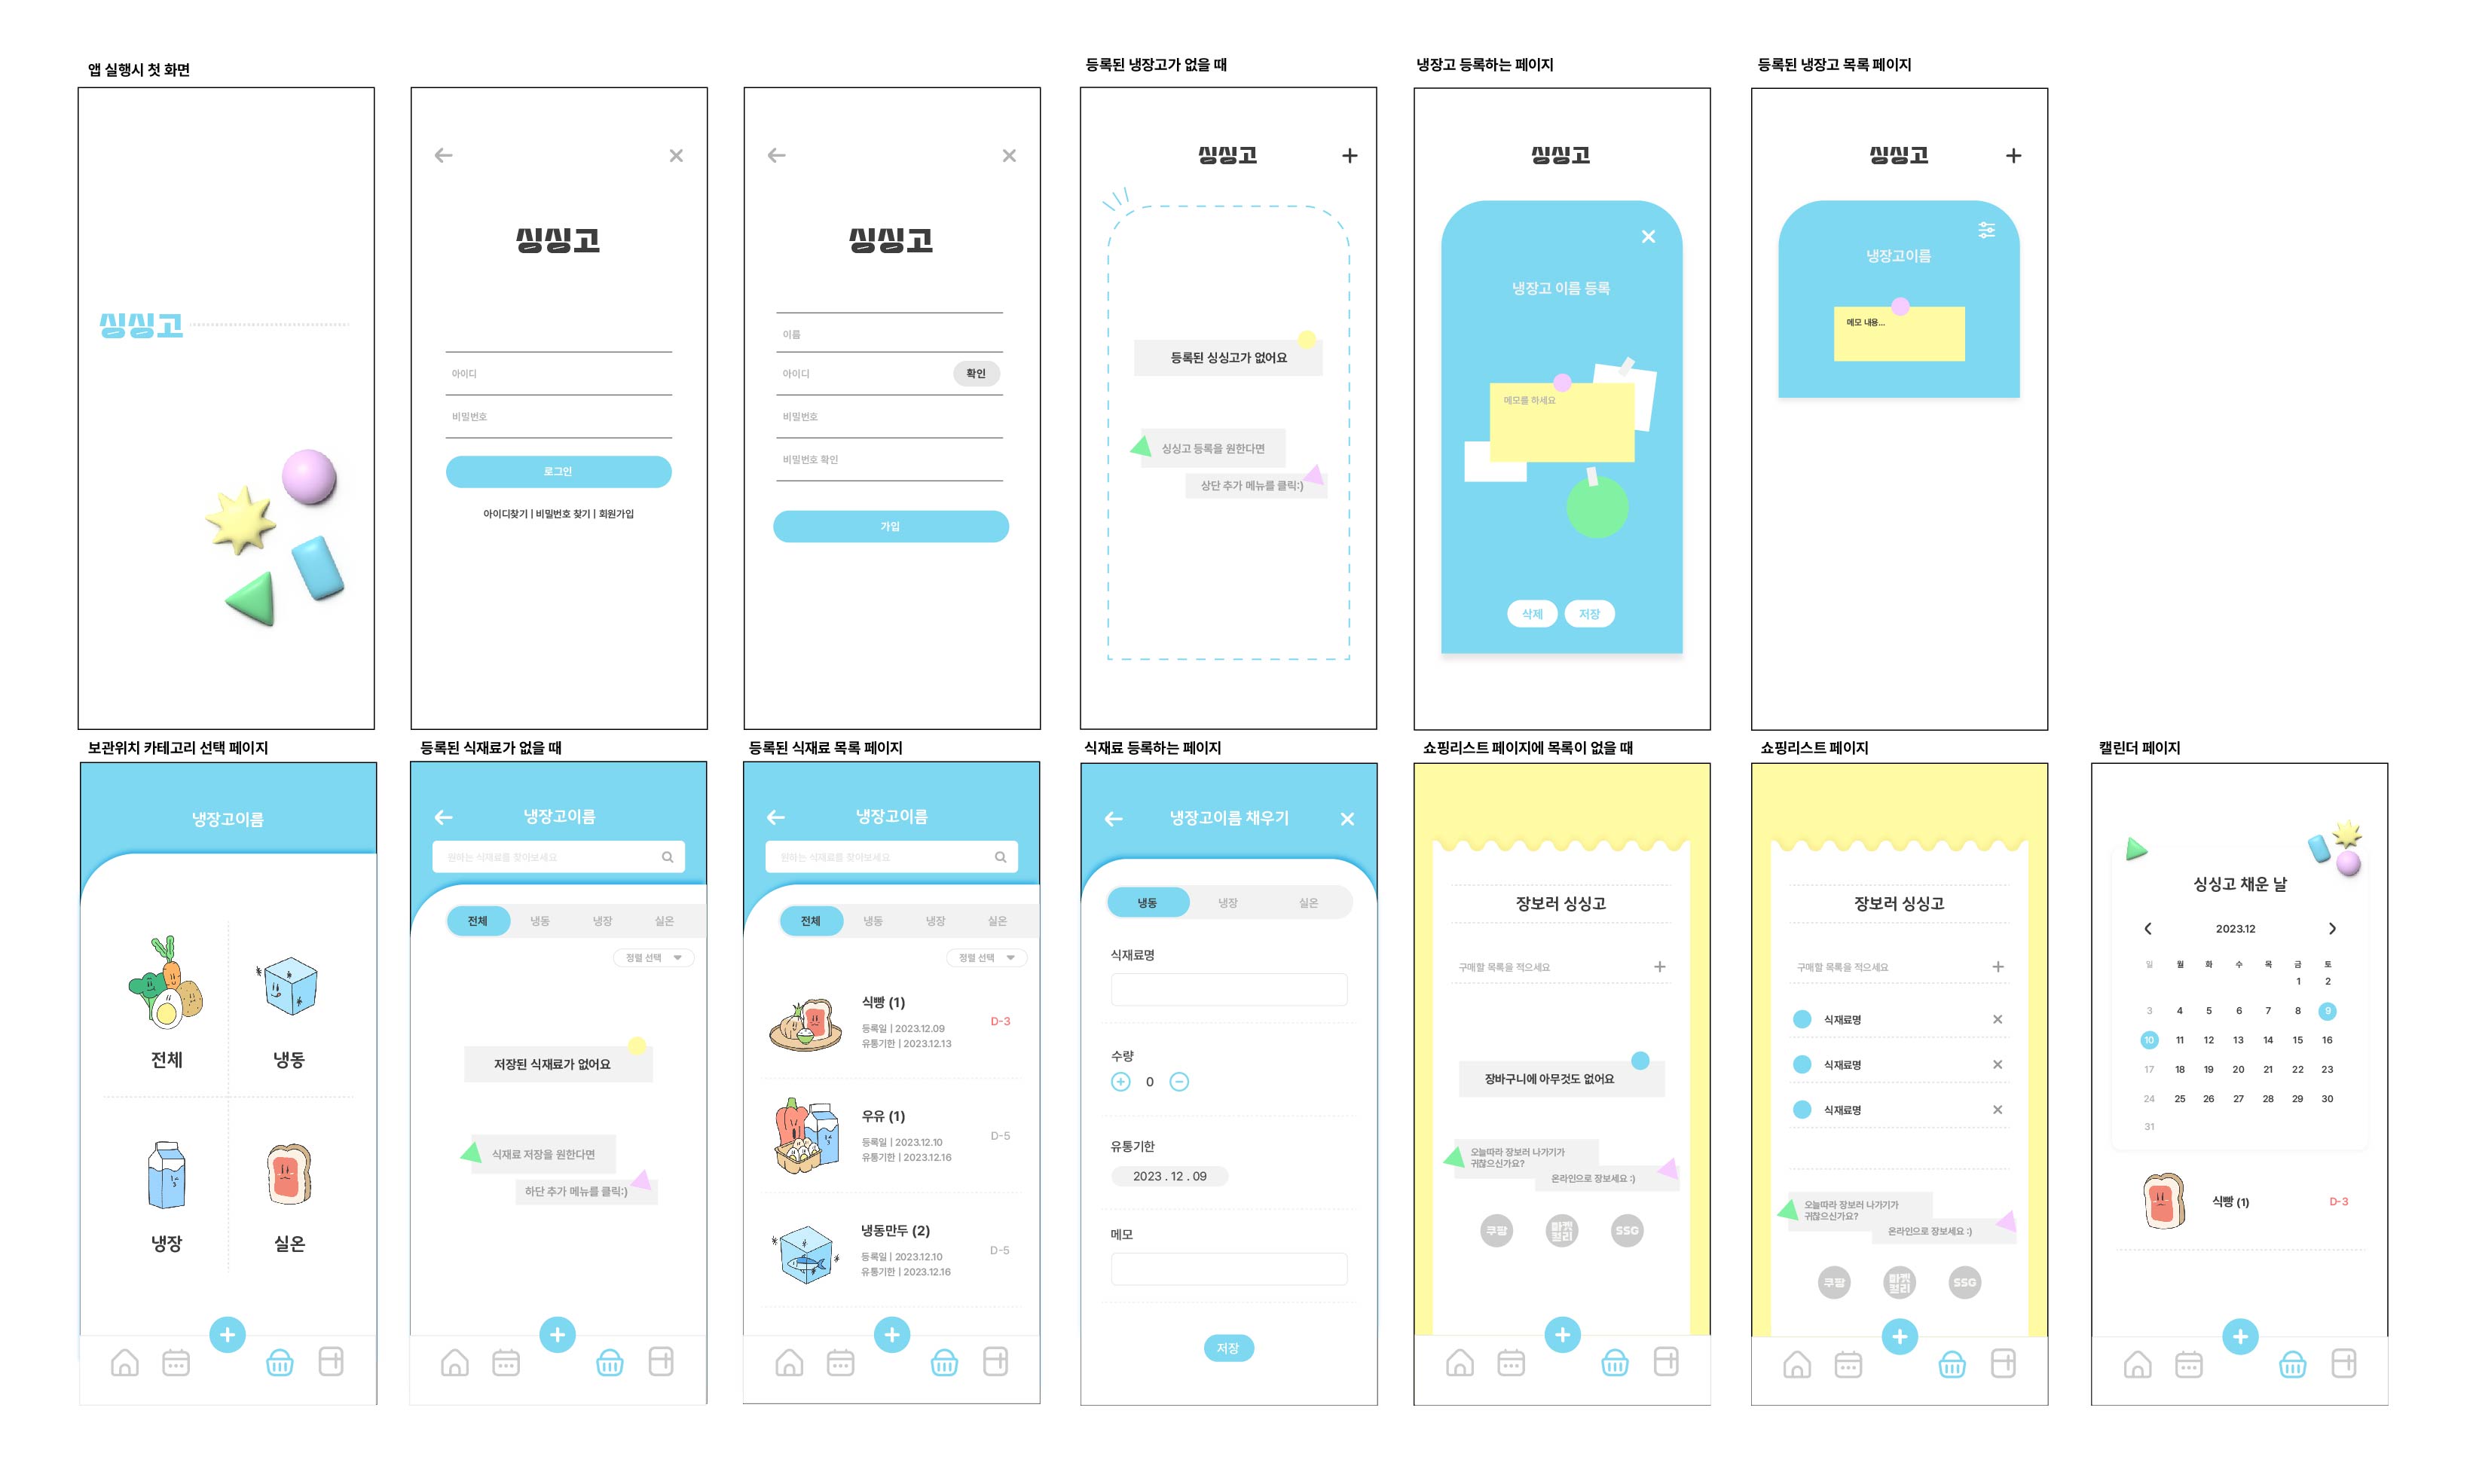 앱 실행시 첫 화면
싱싱고
싱싱고
아이디
비밀번호
로그인
아이디찾기 | 비밀번호 찾기 | 회원가입
싱싱고
이름
아이디
확인
비밀번호
비밀번호 확인
가입
등록된 냉장고가 없을 때
싱싱고
등록된 싱싱고가 없어요
싱싱고 등록을 원한다면
상단 추가 메뉴를 클릭:)
냉장고 등록하는 페이지
싱싱고
냉장고 이름 등록
메모를 하세요
삭제
저장
등록된 냉장고 목록 페이지
싱싱고
냉장고이름
메모 내용...
보관위치 카테고리 선택 페이지
냉장고이름
전체
냉동
냉장
실온
등록된 식재료가 없을 때
냉장고이름
원하는 식재료를 찾아보세요
전체 냉동 냉장 실온
정렬 선택
저장된 식재료가 없어요
식재료 저장을 원한다면
하단 추가 메뉴를 클릭:)
등록된 식재료 목록 페이지
냉장고이름
원하는 식재료를 찾아보세요
전체 냉동 냉장 실온
정렬 선택
식빵 (1)
등록일 | 2023.12.09
유통기한 | 2023.12.13
D-3
우유 (1)
등록일 | 2023.12.10
유통기한 | 2023.12.16
D-5
냉동만두 (2)
등록일 | 2023.12.10
유통기한 | 2023.12.16
D-5
식재료 등록하는 페이지
냉장고이름 채우기
냉동 냉장 실온
식재료명
수량
0
유통기한
2023 . 12 . 09
메모
저장
쇼핑리스트 페이지에 목록이 없을 때
장보러 싱싱고
구매할 목록을 적으세요
장바구니에 아무것도 없어요
오늘따라 장보러 나가기가
귀찮으신가요?
온라인으로 장보세요 :)
쿠팡
마켓
컬리
SSG
쇼핑리스트 페이지
장보러 싱싱고
구매할 목록을 적으세요
식재료명
식재료명
식재료명
오늘따라 장보러 나가기가
귀찮으신가요?
온라인으로 장보세요 :)
쿠팡
마켓
컬리
SSG
캘린더 페이지
싱싱고 채운 날
2023.12
일 월 화 수 목 금 토
1 2
3 4 5 6 7 8 9
10 11 12 13 14 15 16
17 18 19 20 21 22 23
24 25 26 27 28 29 30
31
식빵 (1)
D-3